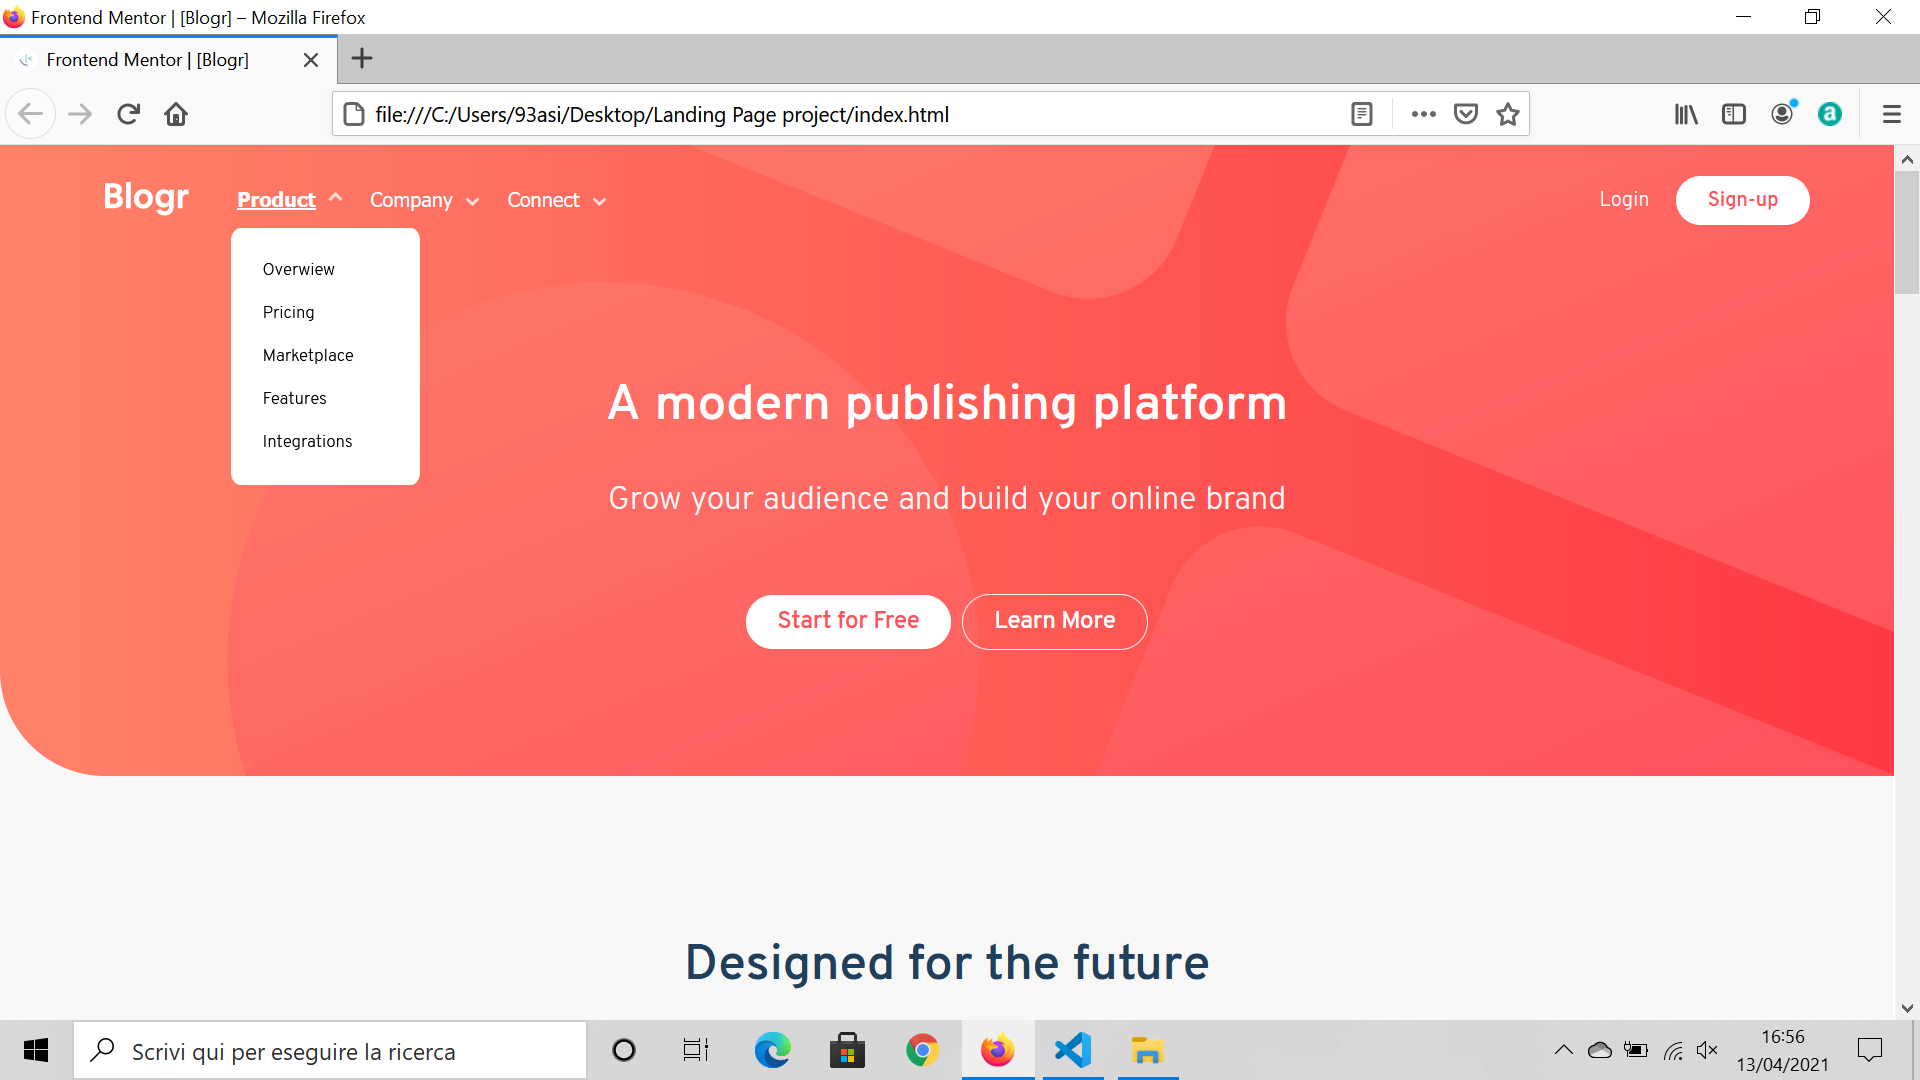 Frontend Mentor | [Blogr] – Mozilla Firefox
Frontend Mentor | [Blogr]
file:///C:/Users/93asi/Desktop/Landing Page project/index.html
a
Blogr Product Company Connect Login Sign-up
Overwiew
Pricing
Marketplace
Features
Integrations
A modern publishing platform
Grow your audience and build your online brand
Start for Free Learn More
Designed for the future
Scrivi qui per eseguire la ricerca
16:56
13/04/2021